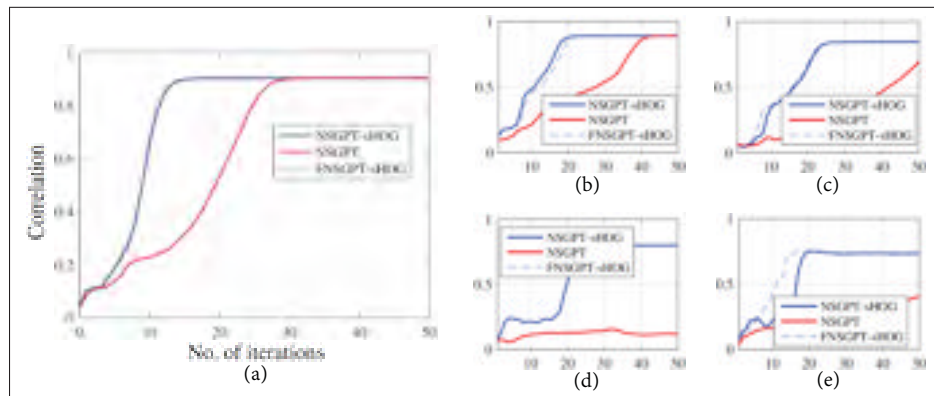 1
0.8
0.6
0.4
0.2
0
0 10 20 30 40 50
Correlation
No. of iterations
NSGPT-sHOG
NSGPT
FNSGPT-sHOG
(a)
1
0.5
0
10 20 30 40 50
NSGPT-sHOG
NSGPT
FNSGPT-sHOG
(b)
1
0.5
0
10 20 30 40 50
NSGPT-sHOG
NSGPT
FNSGPT-sHOG
(c)
1
0.5
0
10 20 30 40 50
NSGPT-sHOG
NSGPT
FNSGPT-sHOG
(d)
1
0.5
0
10 20 30 40 50
NSGPT-sHOG
NSGPT
FNSGPT-sHOG
(e)